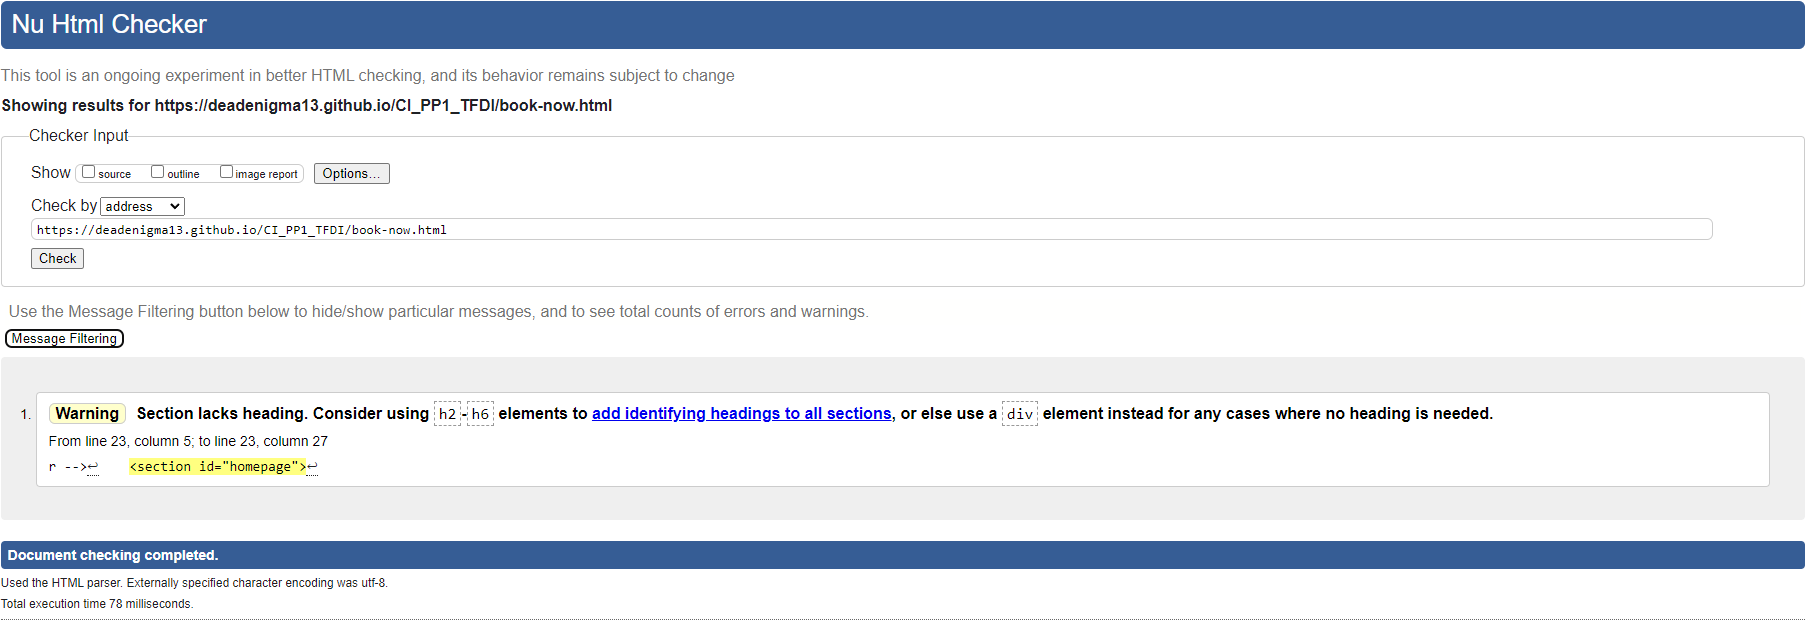 Nu Html Checker
This tool is an ongoing experiment in better HTML checking, and its behavior remains subject to change
Showing results for https://deadenigma13.github.io/CI_PP1_TFDI/book-now.html
Checker Input
Show source outline image report Options...
Check by address
https://deadenigma13.github.io/CI_PP1_TFDI/book-now.html
Check
Use the Message Filtering button below to hide/show particular messages, and to see total counts of errors and warnings.
Message Filtering
1. Warning Section lacks heading. Consider using h2-h6 elements to add identifying headings to all sections, or else use a div element instead for any cases where no heading is needed.
From line 23, column 5; to line 23, column 27
r -->↩ <section id="homepage">↩
Document checking completed.
Used the HTML parser. Externally specified character encoding was utf-8.
Total execution time 78 milliseconds.